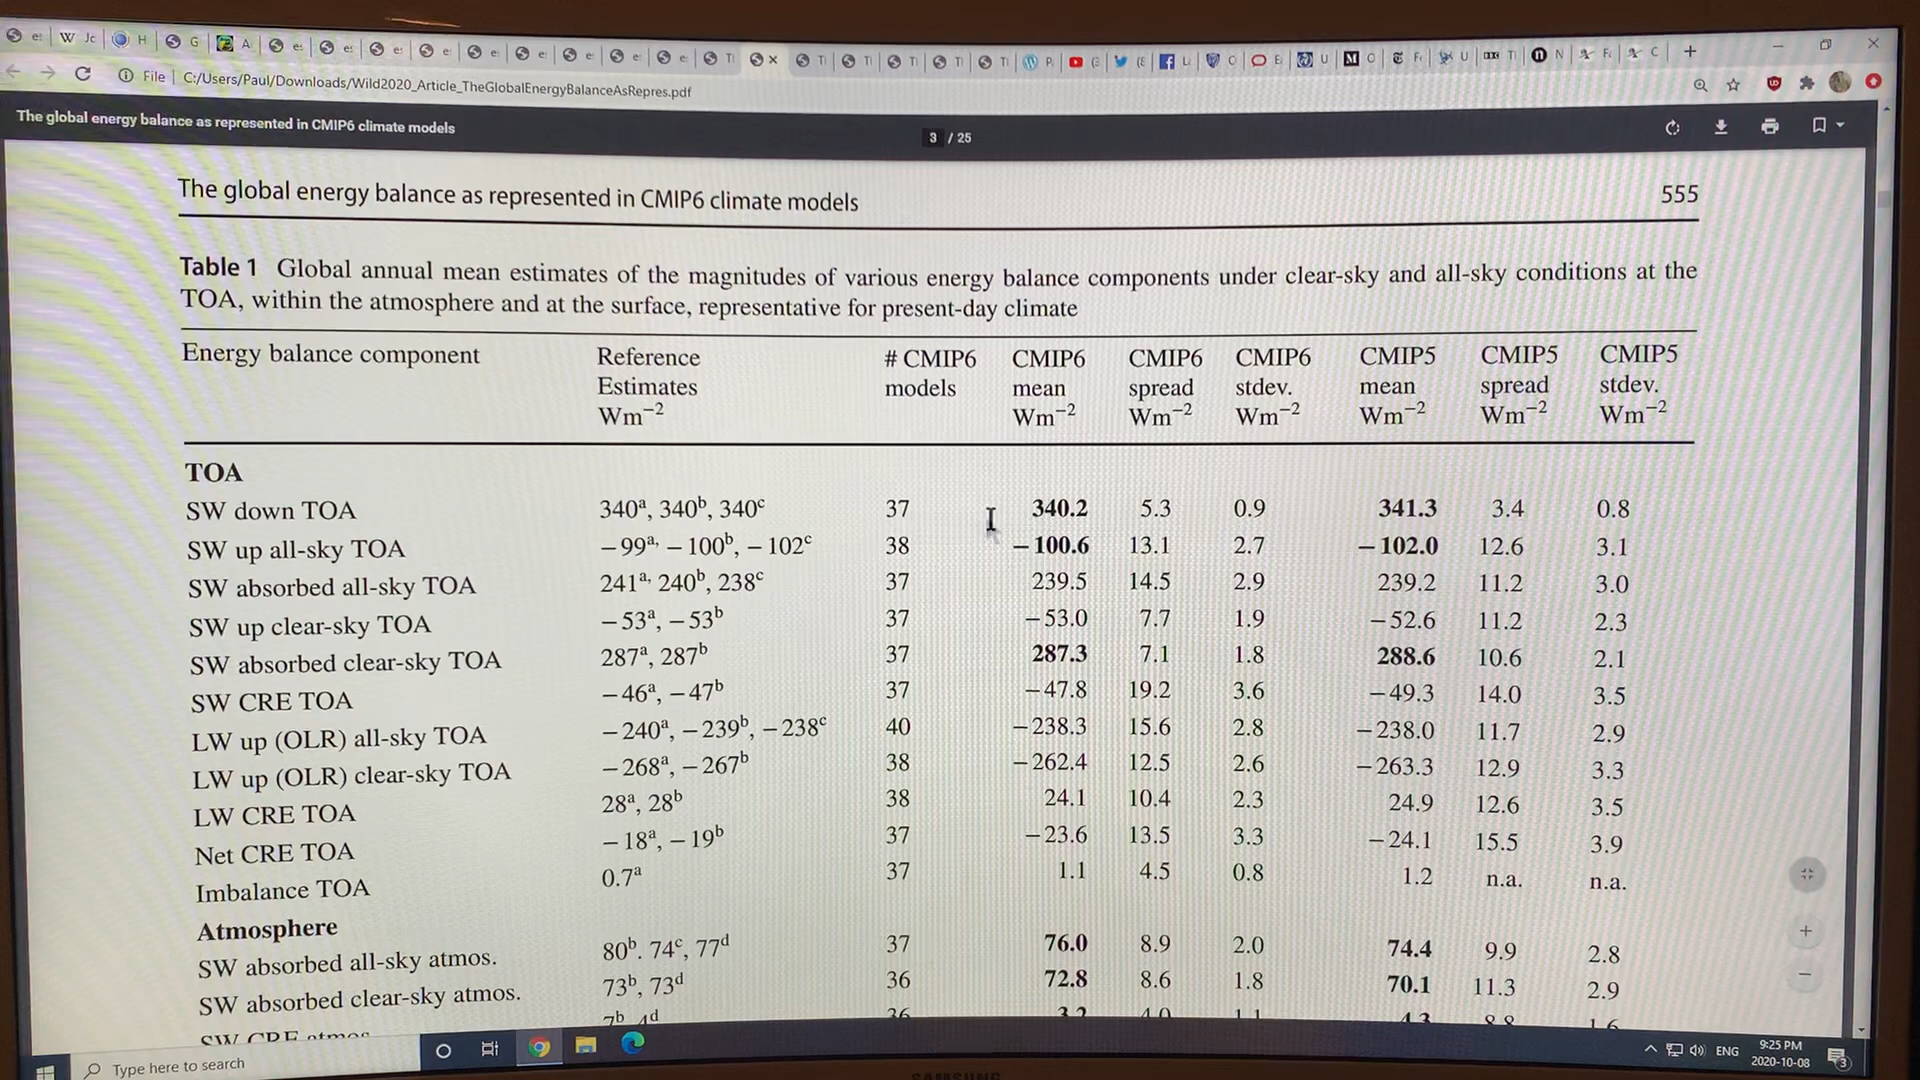 File | C:/Users/Paul/Downloads/Wild2020_Article_TheGlobalEnergyBalanceAsRepres.pdf
The global energy balance as represented in CMIP6 climate models
3 / 25
The global energy balance as represented in CMIP6 climate models 555
Table 1 Global annual mean estimates of the magnitudes of various energy balance components under clear-sky and all-sky conditions at the
TOA, within the atmosphere and at the surface, representative for present-day climate
Energy balance component Reference Estimates Wm−2 # CMIP6 models CMIP6 mean Wm−2 CMIP6 spread Wm−2 CMIP6 stdev. Wm−2 CMIP5 mean Wm−2 CMIP5 spread Wm−2 CMIP5 stdev. Wm−2
TOA
SW down TOA 340a, 340b, 340c 37 340.2 5.3 0.9 341.3 3.4 0.8
SW up all-sky TOA −99a, −100b, −102c 38 −100.6 13.1 2.7 −102.0 12.6 3.1
SW absorbed all-sky TOA 241a, 240b, 238c 37 239.5 14.5 2.9 239.2 11.2 3.0
SW up clear-sky TOA −53a, −53b 37 −53.0 7.7 1.9 −52.6 11.2 2.3
SW absorbed clear-sky TOA 287a, 287b 37 287.3 7.1 1.8 288.6 10.6 2.1
SW CRE TOA −46a, −47b 37 −47.8 19.2 3.6 −49.3 14.0 3.5
LW up (OLR) all-sky TOA −240a, −239b, −238c 40 −238.3 15.6 2.8 −238.0 11.7 2.9
LW up (OLR) clear-sky TOA −268a, −267b 38 −262.4 12.5 2.6 −263.3 12.9 3.3
LW CRE TOA 28a, 28b 38 24.1 10.4 2.3 24.9 12.6 3.5
Net CRE TOA −18a, −19b 37 −23.6 13.5 3.3 −24.1 15.5 3.9
Imbalance TOA 0.7a 37 1.1 4.5 0.8 1.2 n.a. n.a.
Atmosphere
SW absorbed all-sky atmos. 80b. 74c, 77d 37 76.0 8.9 2.0 74.4 9.9 2.8
SW absorbed clear-sky atmos. 73b, 73d 36 72.8 8.6 1.8 70.1 11.3 2.9
SW CRE atmos
Type here to search
ENG
9:25 PM
2020-10-08
3
SAMSUNG